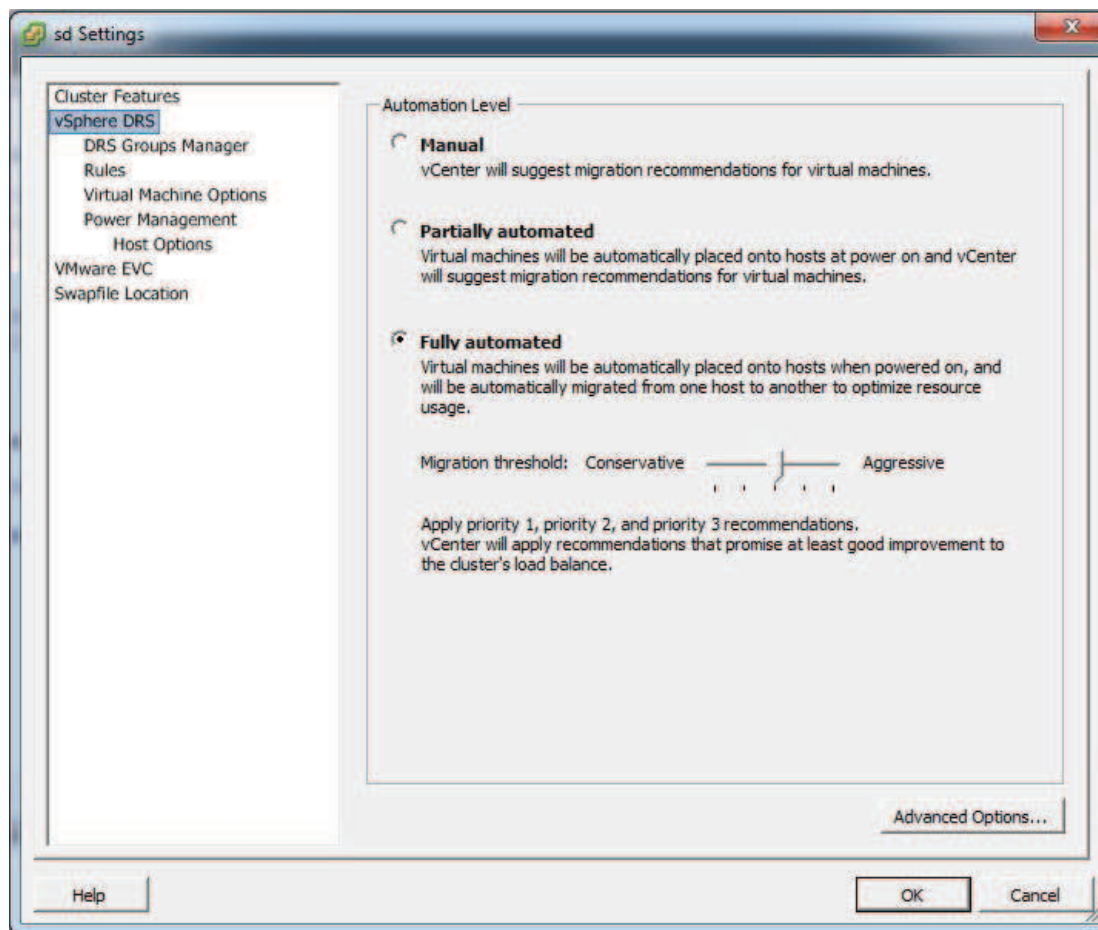 sd Settings
Cluster Features
vSphere DRS
DRS Groups Manager
Rules
Virtual Machine Options
Power Management
Host Options
VMware EVC
Swapfile Location
Automation Level
Manual
vCenter will suggest migration recommendations for virtual machines.
Partially automated
Virtual machines will be automatically placed onto hosts at power on and vCenter
will suggest migration recommendations for virtual machines.
Fully automated
Virtual machines will be automatically placed onto hosts when powered on, and
will be automatically migrated from one host to another to optimize resource
usage.
Migration threshold: Conservative Aggressive
Apply priority 1, priority 2, and priority 3 recommendations.
vCenter will apply recommendations that promise at least good improvement to
the cluster's load balance.
Advanced Options...
Help OK Cancel